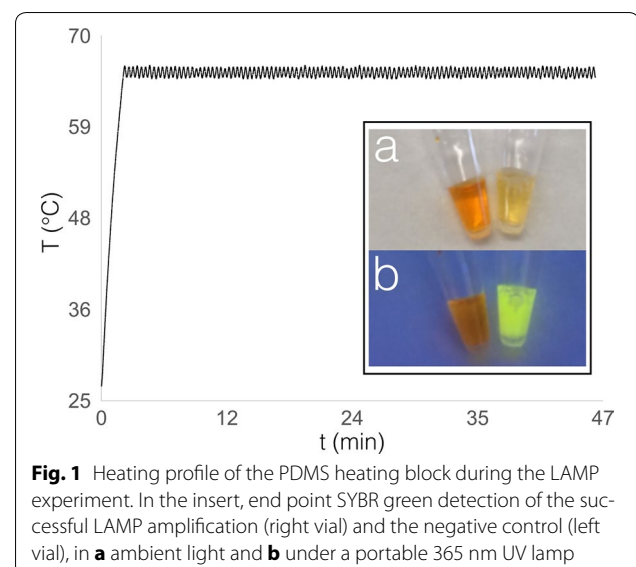 70
59
48
36
25
T (°C)
0
12
24
35
47
t (min)
a
b
Fig. 1 Heating profile of the PDMS heating block during the LAMP
experiment. In the insert, end point SYBR green detection of the suc-
cessful LAMP amplification (right vial) and the negative control (left
vial), in a ambient light and b under a portable 365 nm UV lamp